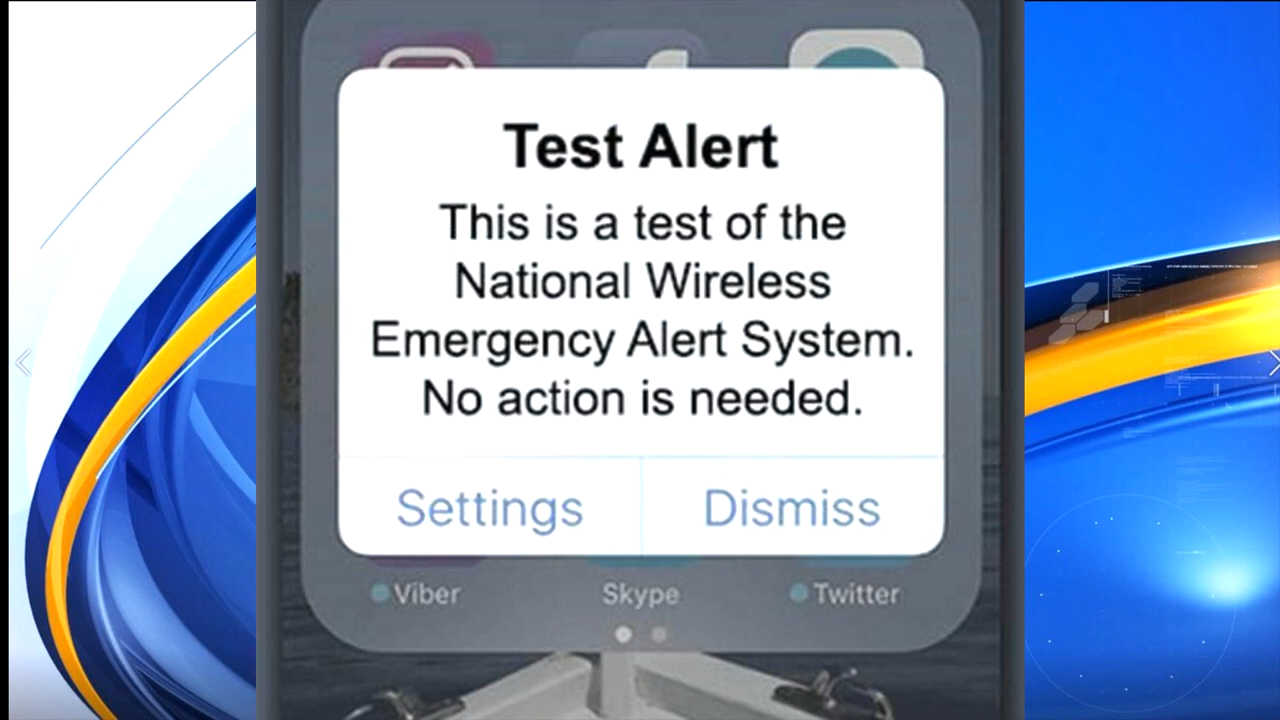 Test Alert
This is a test of the
National Wireless
Emergency Alert System.
No action is needed.
Settings Dismiss
Viber Skype Twitter